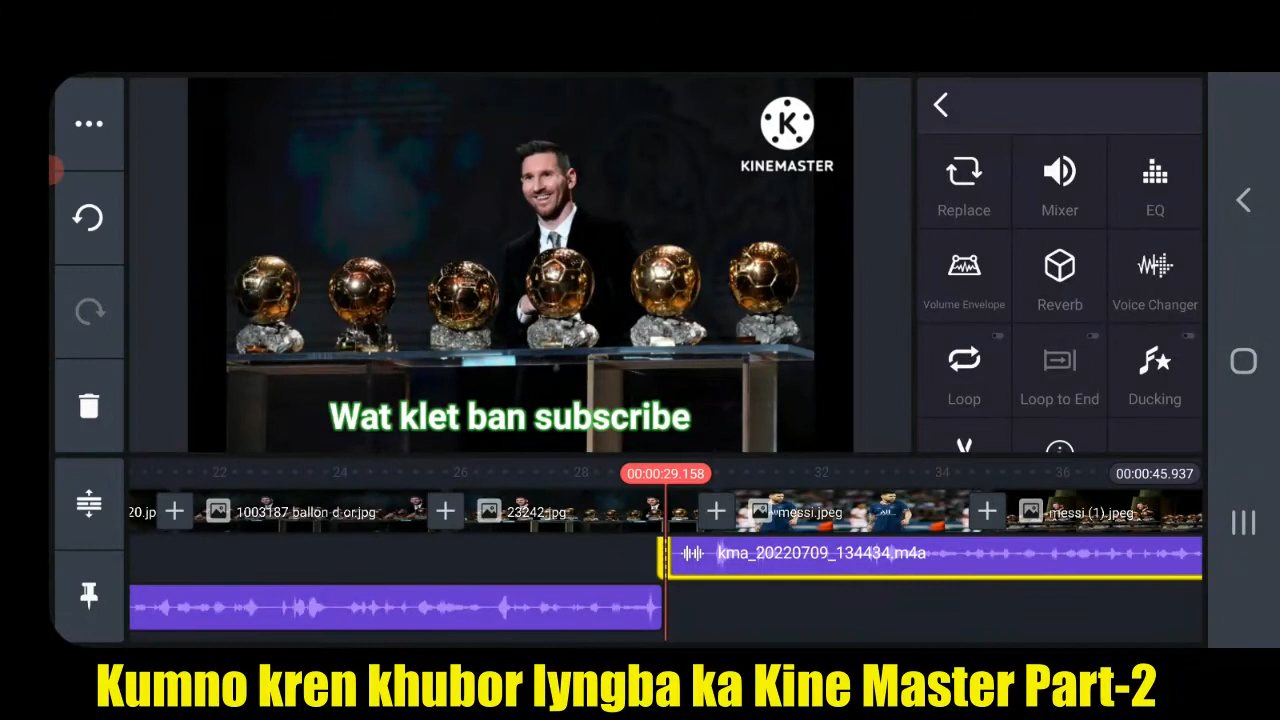 K
KINEMASTER
Replace
Mixer
EQ
Volume Envelope
Reverb
Voice Changer
Loop
Loop to End
Ducking
Wat klet ban subscribe
22
24
26
28
00:00:29.158
32
34
36
00:00:45.937
20.jp
1003187 ballon d or.jpg
23242.jpg
messi.jpeg
messi (1).jpeg
kma_20220709_134434.m4a
Kumno kren khubor lyngba ka Kine Master Part-2